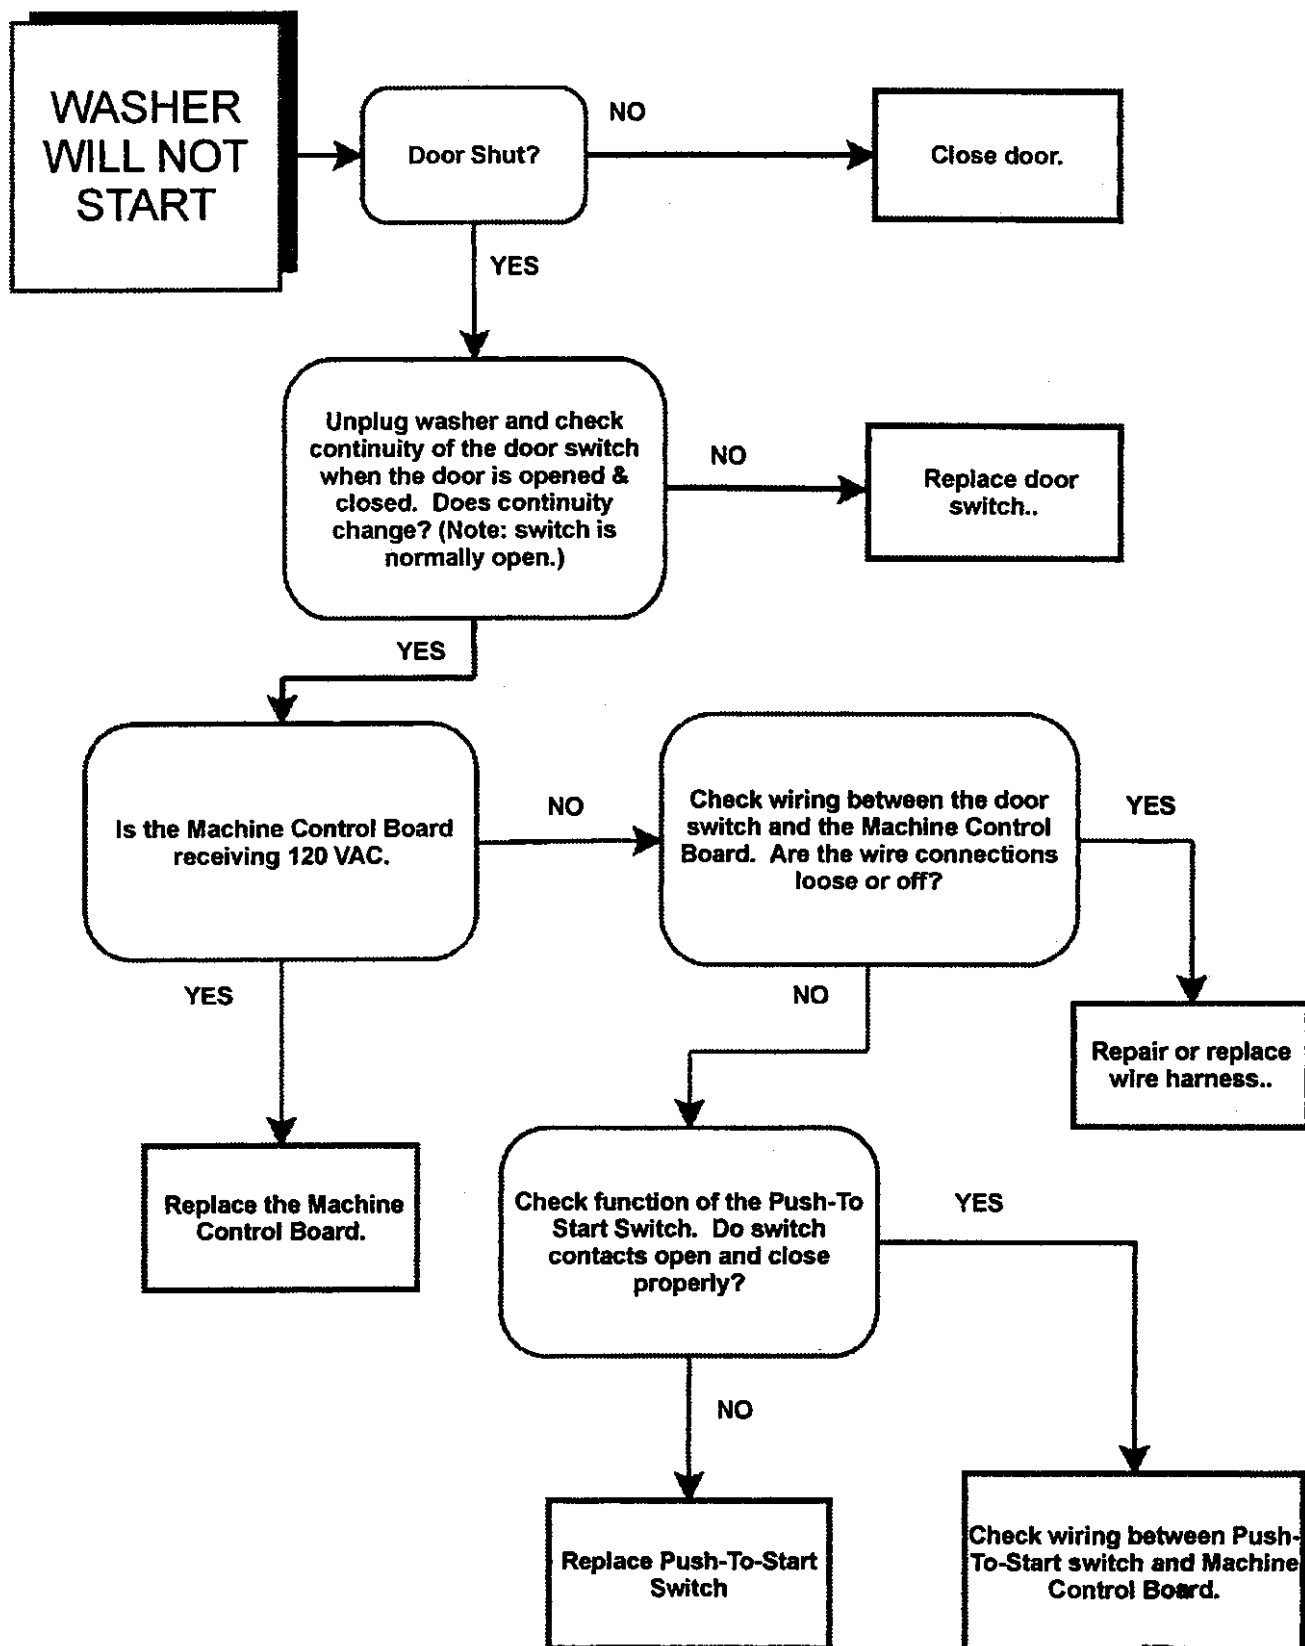 WASHER
WILL NOT
START
Door Shut?
NO
Close door.
YES
Unplug washer and check
continuity of the door switch
when the door is opened &
closed. Does continuity
change? (Note: switch is
normally open.)
NO
Replace door
switch..
YES
Is the Machine Control Board
receiving 120 VAC.
NO
Check wiring between the door
switch and the Machine Control
Board. Are the wire connections
loose or off?
YES
YES
NO
Repair or replace
wire harness..
Replace the Machine
Control Board.
Check function of the Push-To
Start Switch. Do switch
contacts open and close
properly?
YES
NO
Replace Push-To-Start
Switch
Check wiring between Push-
To-Start switch and Machine
Control Board.